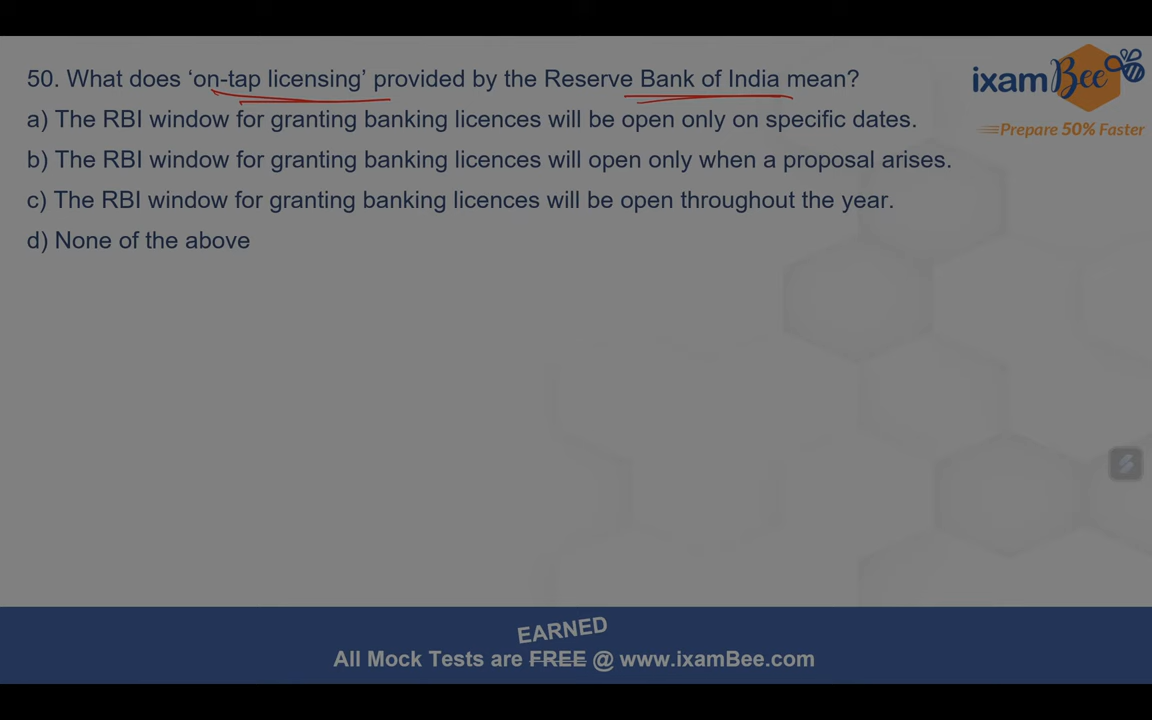 50. What does ‘on-tap licensing’ provided by the Reserve Bank of India mean?
a) The RBI window for granting banking licences will be open only on specific dates.
b) The RBI window for granting banking licences will open only when a proposal arises.
c) The RBI window for granting banking licences will be open throughout the year.
d) None of the above
ixamBee
Prepare 50% Faster
EARNED
All Mock Tests are FREE @ www.ixamBee.com